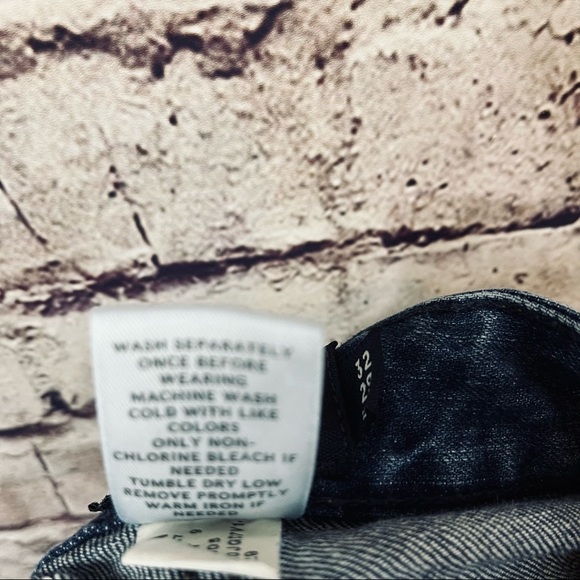 WASH SEPARATELY
ONCE BEFORE
WEARING
MACHINE WASH
COLD WITH LIKE
COLORS
ONLY NON-
CHLORINE BLEACH IF
NEEDED
TUMBLE DRY LOW
REMOVE PROMPTLY
WARM IRON IF
NEEDED
32